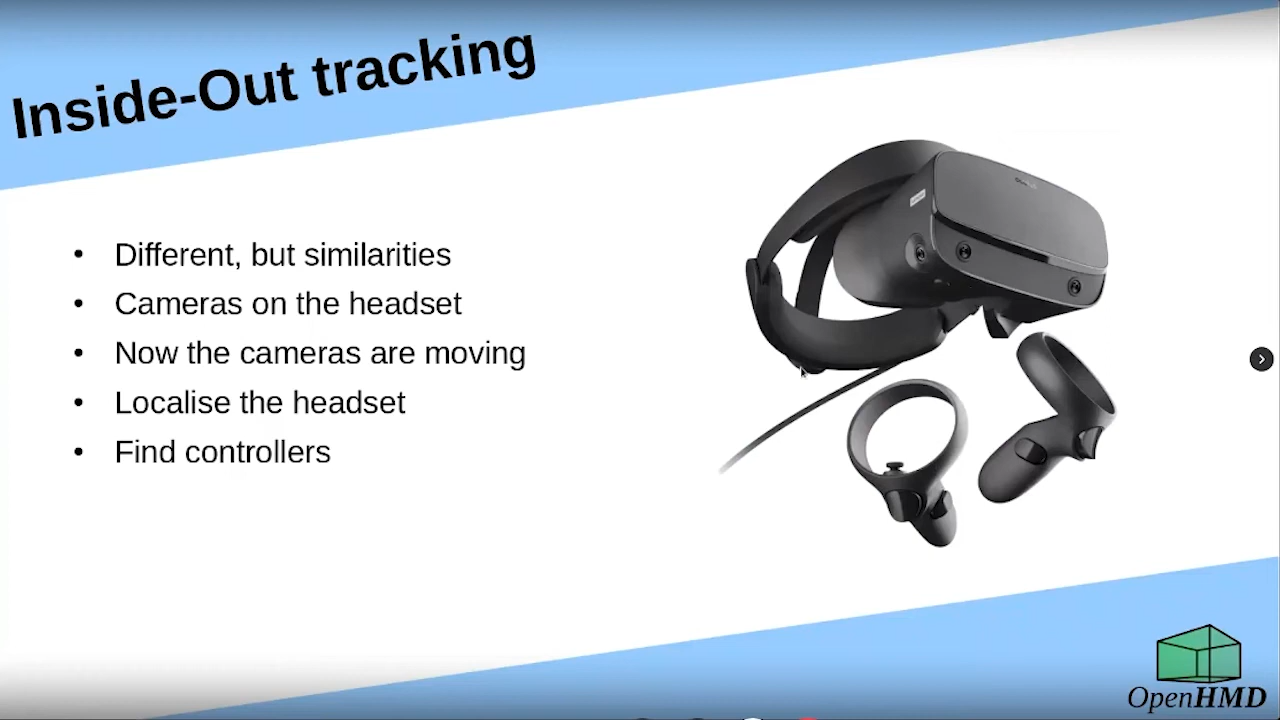 Inside-Out tracking
• Different, but similarities
• Cameras on the headset
• Now the cameras are moving
• Localise the headset
• Find controllers
OpenHMD